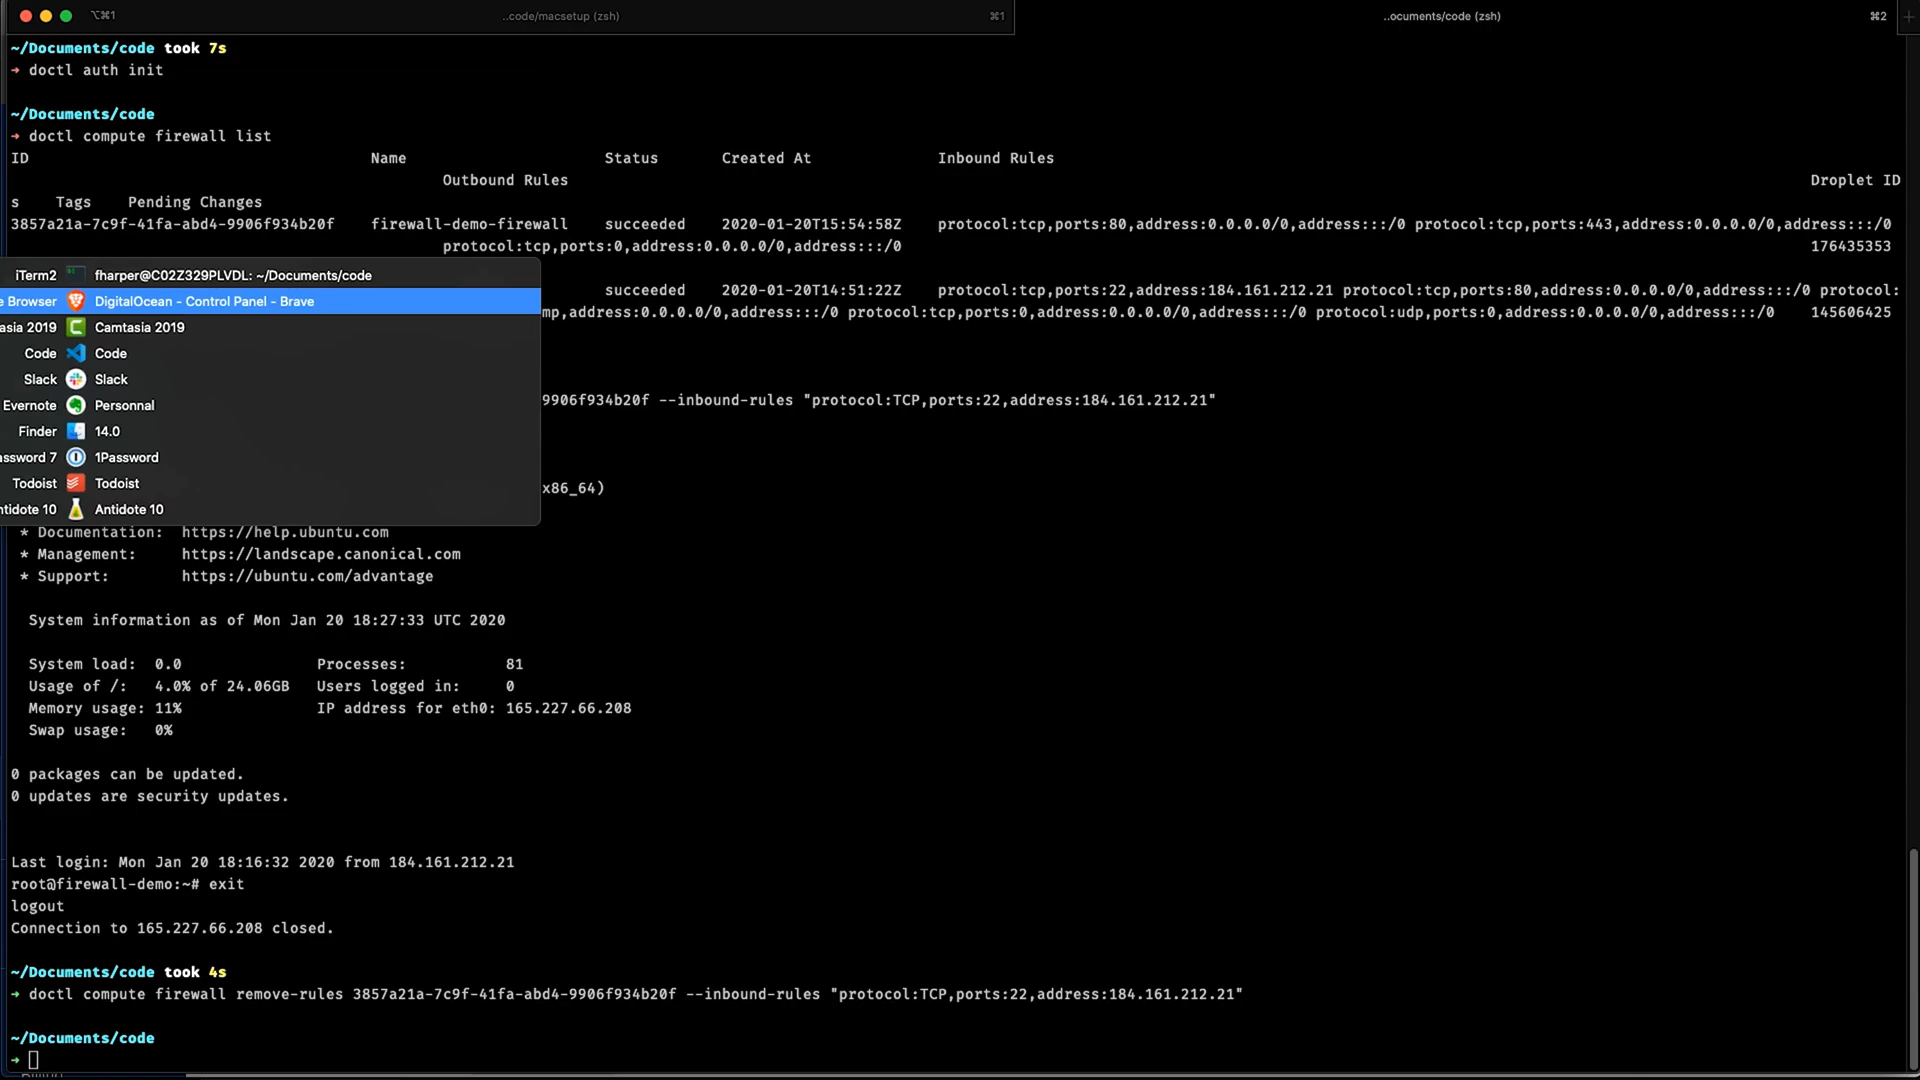 ⌥⌘1 ..code/macsetup (zsh) ⌘1 ..ocuments/code (zsh) ⌘2 +
~/Documents/code took 7s
→ doctl auth init
~/Documents/code
→ doctl compute firewall list
ID Name Status Created At Inbound Rules
Outbound Rules Droplet ID
s Tags Pending Changes
3857a21a-7c9f-41fa-abd4-9906f934b20f firewall-demo-firewall succeeded 2020-01-20T15:54:58Z protocol:tcp,ports:80,address:0.0.0.0/0,address:::/0 protocol:tcp,ports:443,address:0.0.0.0/0,address:::/0
protocol:tcp,ports:0,address:0.0.0.0/0,address:::/0 176435353
iTerm2 fharper@C02Z329PLVDL: ~/Documents/code
e Browser DigitalOcean - Control Panel - Brave
succeeded 2020-01-20T14:51:22Z protocol:tcp,ports:22,address:184.161.212.21 protocol:tcp,ports:80,address:0.0.0.0/0,address:::/0 protocol:
mp,address:0.0.0.0/0,address:::/0 protocol:tcp,ports:0,address:0.0.0.0/0,address:::/0 protocol:udp,ports:0,address:0.0.0.0/0,address:::/0 145606425
asia 2019 Camtasia 2019
Code Code
Slack Slack
Evernote Personnal
9906f934b20f --inbound-rules "protocol:TCP,ports:22,address:184.161.212.21"
Finder 14.0
assword 7 1Password
Todoist Todoist
x86_64)
ntidote 10 Antidote 10
* Documentation: https://help.ubuntu.com
* Management: https://landscape.canonical.com
* Support: https://ubuntu.com/advantage
System information as of Mon Jan 20 18:27:33 UTC 2020
System load: 0.0 Processes: 81
Usage of /: 4.0% of 24.06GB Users logged in: 0
Memory usage: 11% IP address for eth0: 165.227.66.208
Swap usage: 0%
0 packages can be updated.
0 updates are security updates.
Last login: Mon Jan 20 18:16:32 2020 from 184.161.212.21
root@firewall-demo:~# exit
logout
Connection to 165.227.66.208 closed.
~/Documents/code took 4s
→ doctl compute firewall remove-rules 3857a21a-7c9f-41fa-abd4-9906f934b20f --inbound-rules "protocol:TCP,ports:22,address:184.161.212.21"
~/Documents/code
→